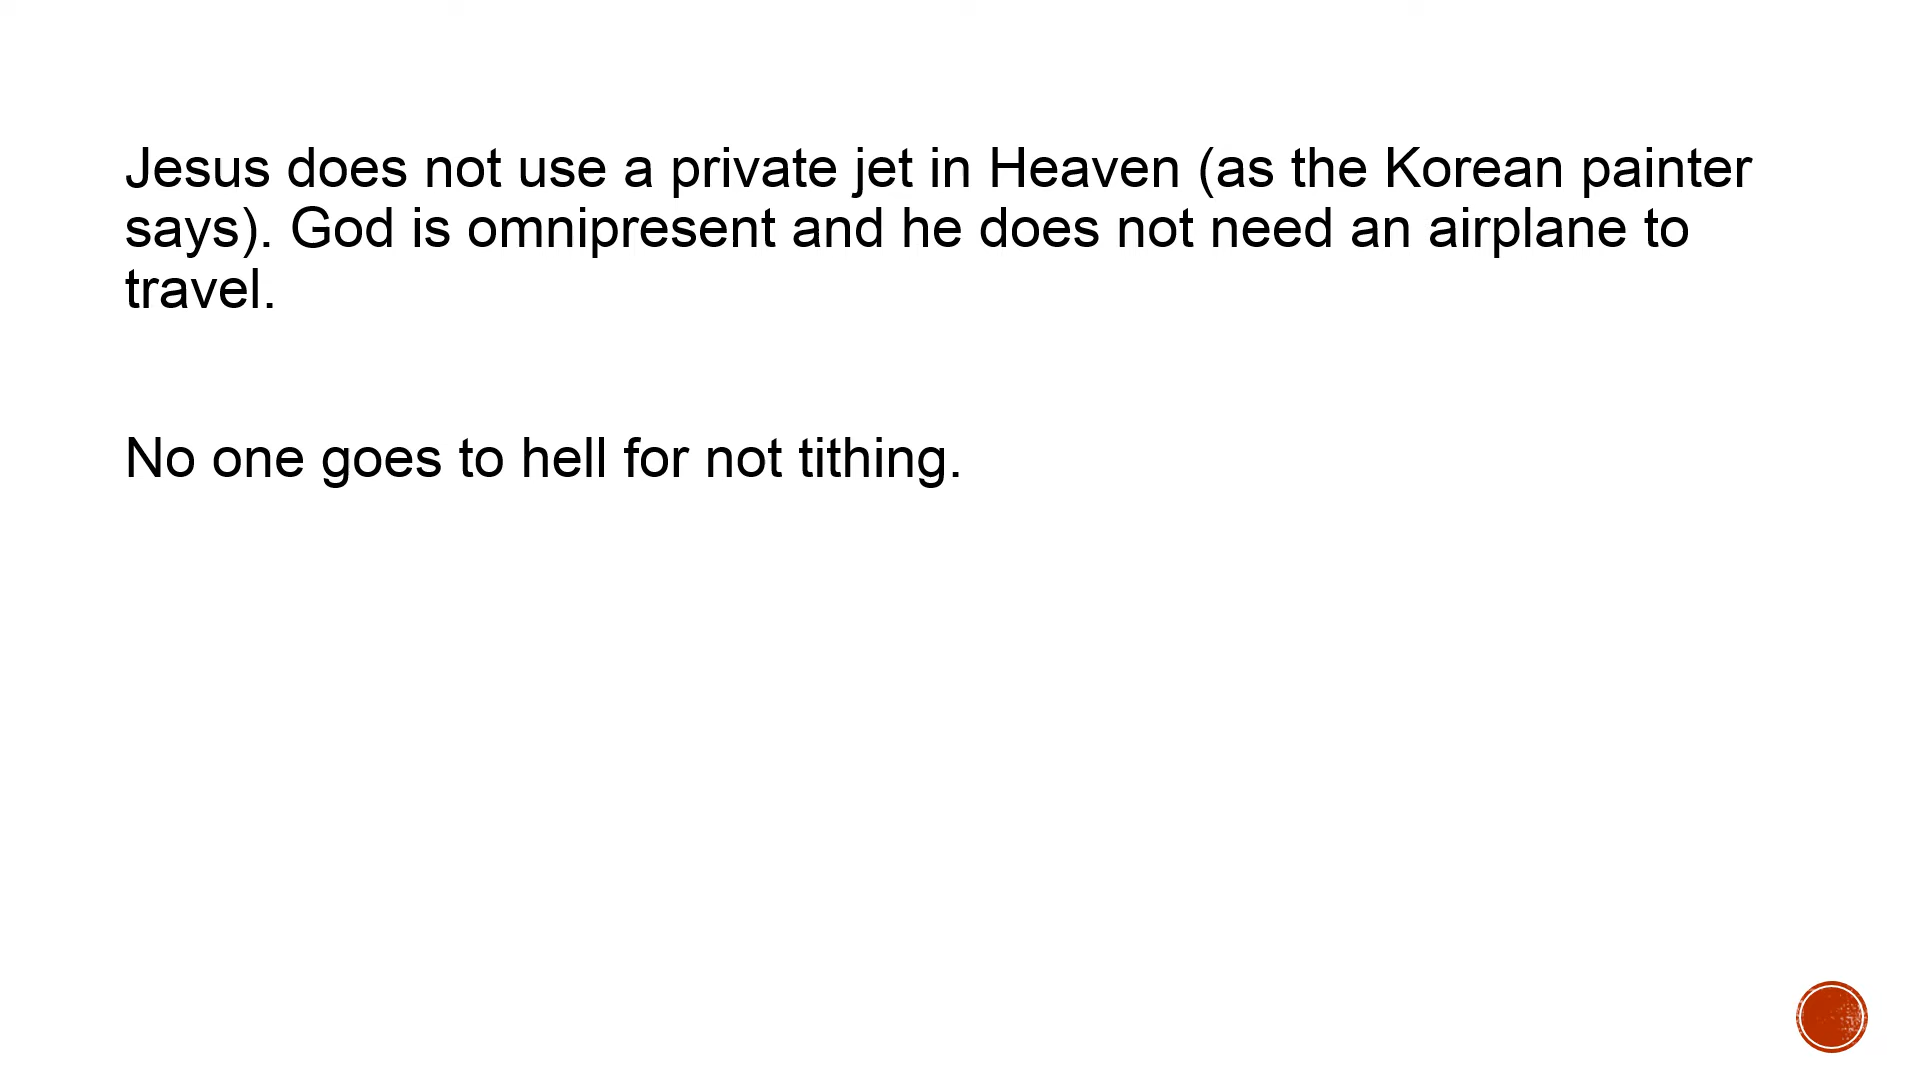 Jesus does not use a private jet in Heaven (as the Korean painter
says). God is omnipresent and he does not need an airplane to
travel.
No one goes to hell for not tithing.